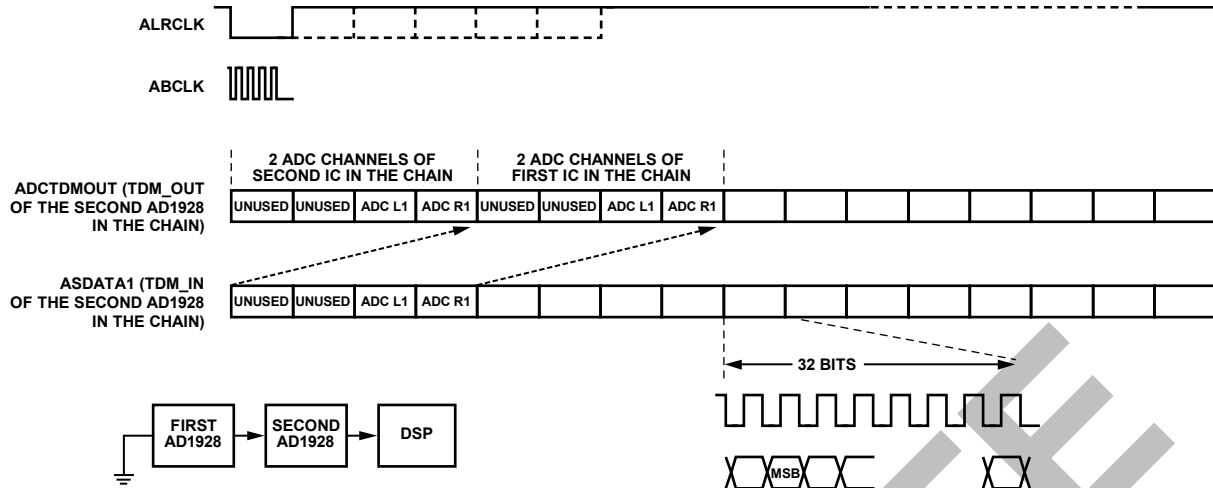 ALRCLK
ABCLK
2 ADC CHANNELS OF
SECOND IC IN THE CHAIN
2 ADC CHANNELS OF
FIRST IC IN THE CHAIN
ADCTDMOUT (TDM_OUT
OF THE SECOND AD1928
IN THE CHAIN)
UNUSED UNUSED ADC L1 ADC R1 UNUSED UNUSED ADC L1 ADC R1
ASDATA1 (TDM_IN
OF THE SECOND AD1928
IN THE CHAIN)
UNUSED UNUSED ADC L1 ADC R1
32 BITS
FIRST
AD1928
SECOND
AD1928
DSP
MSB